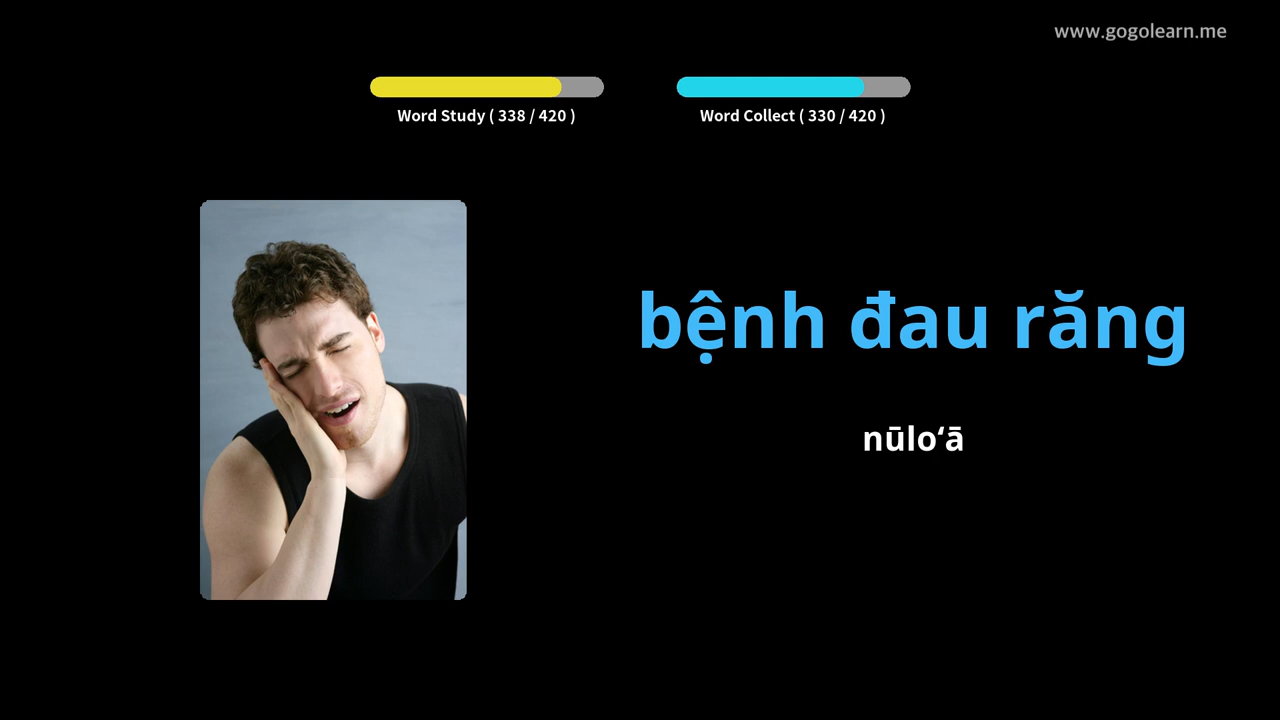 www.gogolearn.me
Word Study ( 338 / 420 )
Word Collect ( 330 / 420 )
bệnh đau răng
nūloʻā